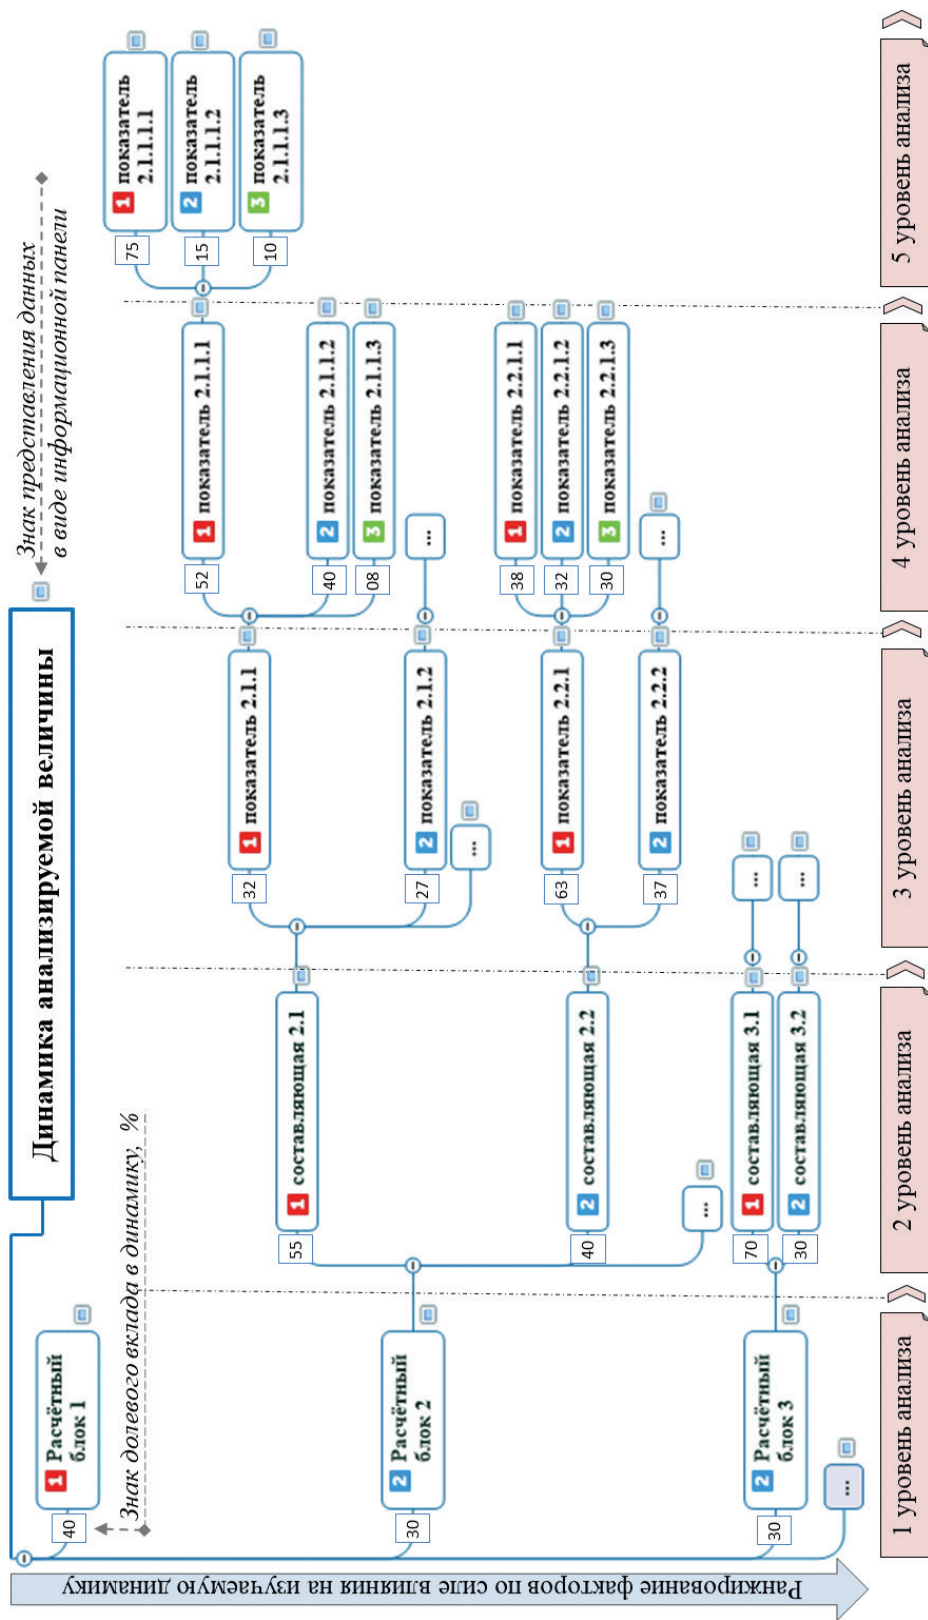 Динамика анализируемой величины
Знак представления данных
в виде информационной панели
Знак долевого вклада в динамику, %
Ранжирование факторов по силе влияния на изучаемую динамику
40
1 Расчётный
блок 1
30
2 Расчётный
блок 2
30
2 Расчётный
блок 3
...
55
1 составляющая 2.1
40
2 составляющая 2.2
...
70
1 составляющая 3.1
30
2 составляющая 3.2
32
1 показатель 2.1.1
27
2 показатель 2.1.2
...
63
1 показатель 2.2.1
37
2 показатель 2.2.2
...
...
52
1 показатель 2.1.1.1
40
2 показатель 2.1.1.2
08
3 показатель 2.1.1.3
...
38
1 показатель 2.2.1.1
32
2 показатель 2.2.1.2
30
3 показатель 2.2.1.3
...
75
1 показатель
2.1.1.1.1
15
2 показатель
2.1.1.1.2
10
3 показатель
2.1.1.1.3
1 уровень анализа
2 уровень анализа
3 уровень анализа
4 уровень анализа
5 уровень анализа